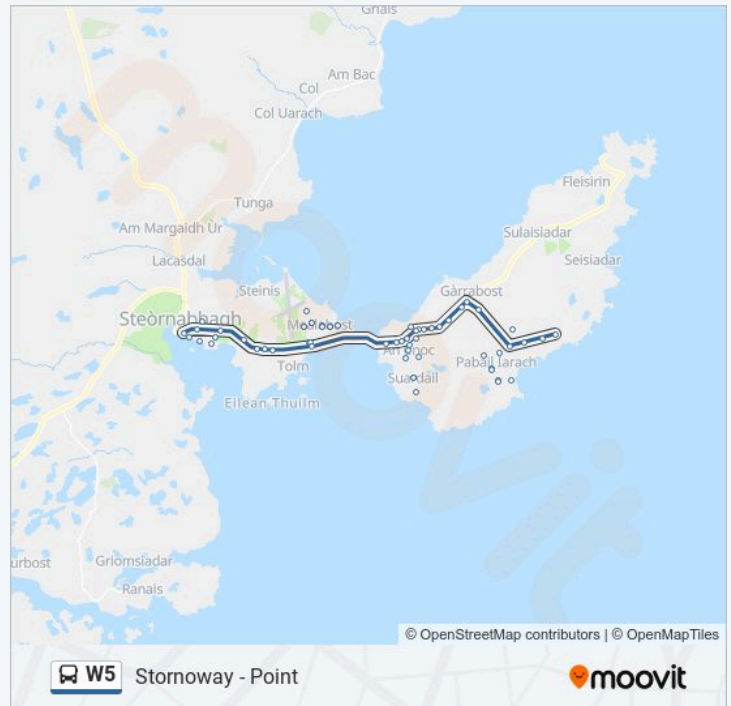 Griais
Am Bac
Col
Col Uarach
Fleisirin
Tunga
Am Margaidh Ùr
Sulaisiadar
Lacasdal
Seisiadar
Steinis
Gàrrabost
Steòrnabhagh
An Cnoc
Pabail Iarach
Tolm
Suardail
Eilean Thuilm
urbost
Griomsiadar
Ranais
© OpenStreetMap contributors | © OpenMapTiles
W5 Stornoway - Point
moovit